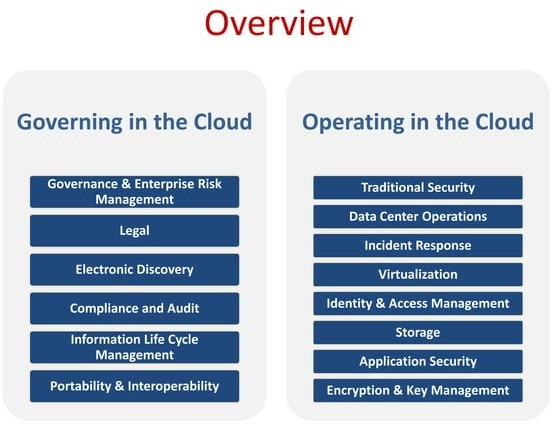 Overview
Governing in the Cloud
Governance & Enterprise Risk
Management
Legal
Electronic Discovery
Compliance and Audit
Information Life Cycle
Management
Portability & Interoperability
Operating in the Cloud
Traditional Security
Data Center Operations
Incident Response
Virtualization
Identity & Access Management
Storage
Application Security
Encryption & Key Management